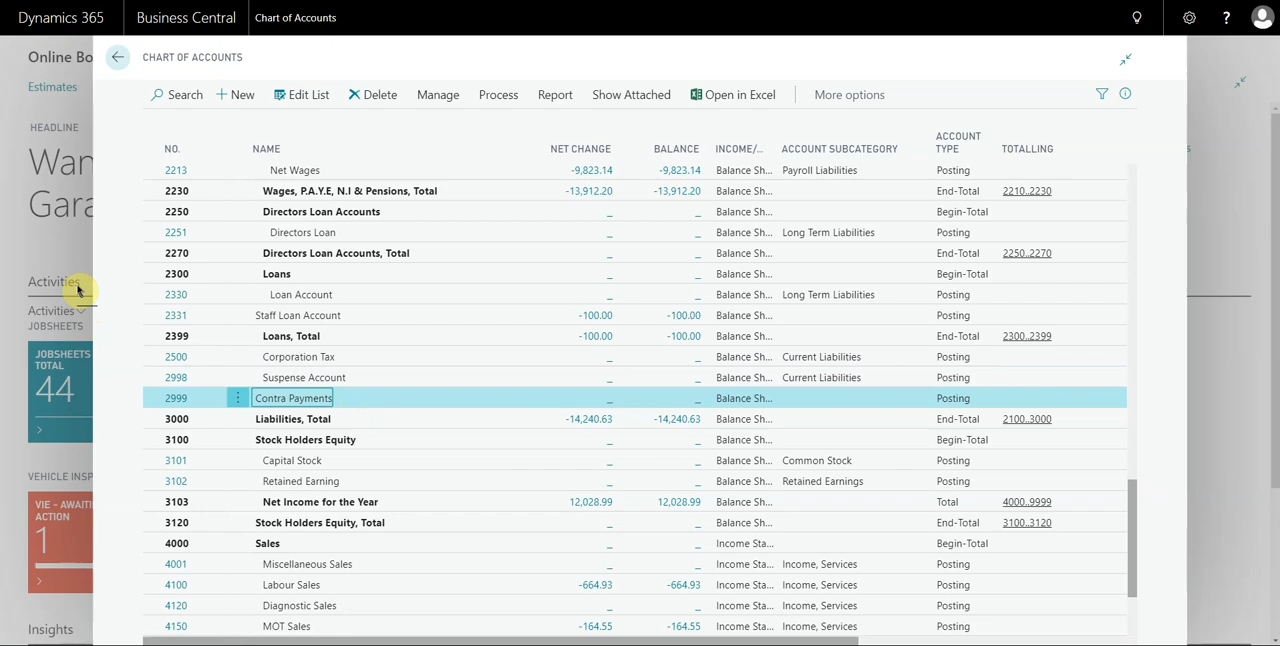 Dynamics 365 Business Central Chart of Accounts ?
Online Bo
CHART OF ACCOUNTS
Estimates
Search New Edit List Delete Manage Process Report Show Attached Open in Excel More options
HEADLINE
Wan
Gara
ACCOUNT
NO. NAME NET CHANGE BALANCE INCOME/... ACCOUNT SUBCATEGORY TYPE TOTALLING
2213 Net Wages -9,823.14 -9,823.14 Balance Sh... Payroll Liabilities Posting
2230 Wages, P.A.Y.E, N.I & Pensions, Total -13,912.20 -13,912.20 Balance Sh... End-Total 2210..2230
2250 Directors Loan Accounts _ _ Balance Sh... Begin-Total
2251 Directors Loan _ _ Balance Sh... Long Term Liabilities Posting
2270 Directors Loan Accounts, Total _ _ Balance Sh... End-Total 2250..2270
2300 Loans _ _ Balance Sh... Begin-Total
2330 Loan Account _ _ Balance Sh... Long Term Liabilities Posting
2331 Staff Loan Account -100.00 -100.00 Balance Sh... Posting
2399 Loans, Total -100.00 -100.00 Balance Sh... End-Total 2300..2399
2500 Corporation Tax _ _ Balance Sh... Current Liabilities Posting
2998 Suspense Account _ _ Balance Sh... Current Liabilities Posting
2999 Contra Payments _ _ Balance Sh... Posting
3000 Liabilities, Total -14,240.63 -14,240.63 Balance Sh... End-Total 2100..3000
3100 Stock Holders Equity _ _ Balance Sh... Begin-Total
3101 Capital Stock _ _ Balance Sh... Common Stock Posting
3102 Retained Earning _ _ Balance Sh... Retained Earnings Posting
3103 Net Income for the Year 12,028.99 12,028.99 Balance Sh... Total 4000..9999
3120 Stock Holders Equity, Total _ _ Balance Sh... End-Total 3100..3120
4000 Sales _ _ Income Sta... Begin-Total
4001 Miscellaneous Sales _ _ Income Sta... Income, Services Posting
4100 Labour Sales -664.93 -664.93 Income Sta... Income, Services Posting
4120 Diagnostic Sales _ _ Income Sta... Income, Services Posting
4150 MOT Sales -164.55 -164.55 Income Sta... Income, Services Posting
Activities
Activities
JOBSHEETS
JOBSHEETS
TOTAL
44
VEHICLE INSP
VIE - AWAITI
ACTION
1
Insights